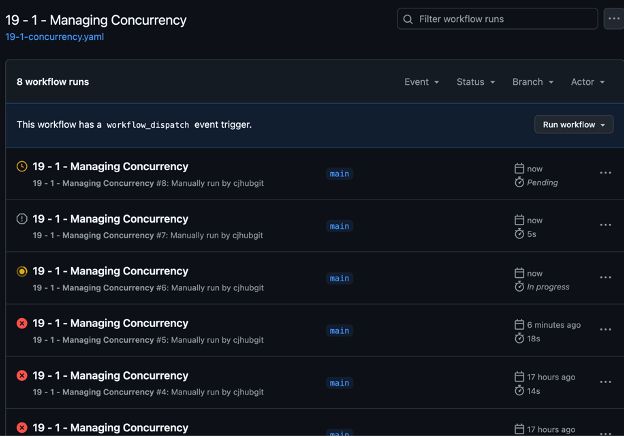 19 - 1 - Managing Concurrency
Filter workflow runs
19-1-concurrency.yaml
8 workflow runs
Event
Status
Branch
Actor
This workflow has a workflow_dispatch event trigger.
Run workflow
19 - 1 - Managing Concurrency
main
now
19 - 1 - Managing Concurrency #8: Manually run by cjhubgit
Pending
19 - 1 - Managing Concurrency
main
now
19 - 1 - Managing Concurrency #7: Manually run by cjhubgit
5s
19 - 1 - Managing Concurrency
main
now
19 - 1 - Managing Concurrency #6: Manually run by cjhubgit
In progress
19 - 1 - Managing Concurrency
main
6 minutes ago
19 - 1 - Managing Concurrency #5: Manually run by cjhubgit
18s
19 - 1 - Managing Concurrency
main
17 hours ago
19 - 1 - Managing Concurrency #4: Manually run by cjhubgit
14s
19 - 1 - Managing Concurrency
main
17 hours ago